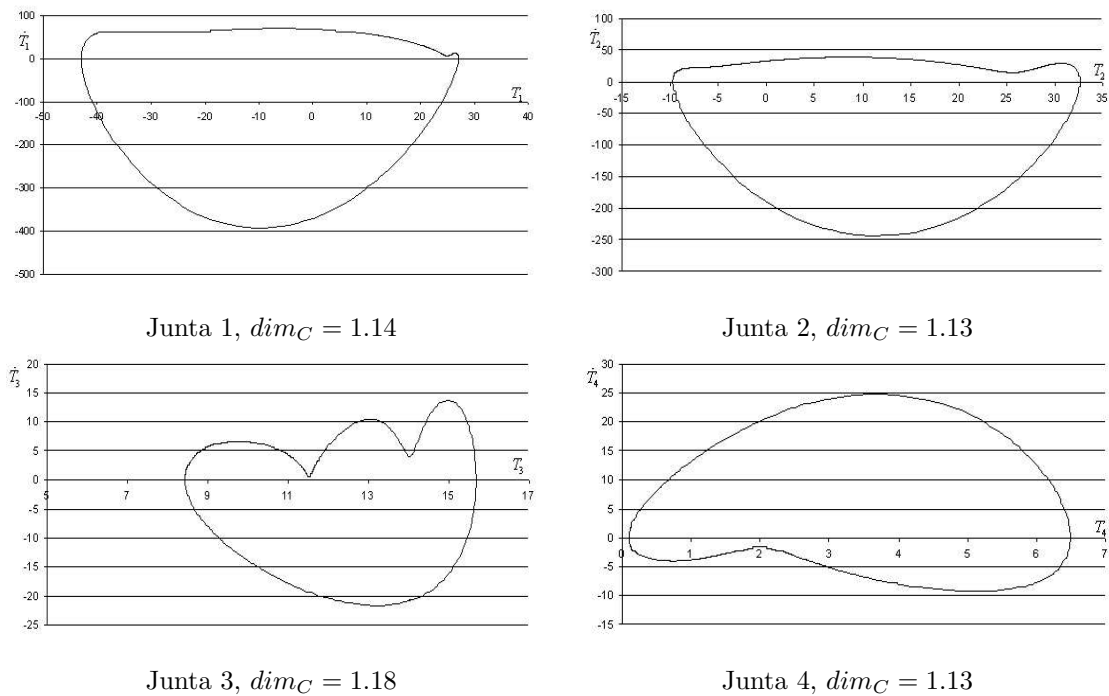 100
0
-100
-200
-300
-400
-500
-50 -40 -30 -20 -10 0 10 20 30 40
Ṫ₁
T₁
Junta 1, dim_C = 1.14
100
50
0
-50
-100
-150
-200
-250
-300
-15 -10 -5 0 5 10 15 20 25 30 35
Ṫ₂
T₂
Junta 2, dim_C = 1.13
20
15
10
5
0
-5
-10
-15
-20
-25
5 7 9 11 13 15 17
Ṫ₃
T₃
Junta 3, dim_C = 1.18
30
25
20
15
10
5
0
-5
-10
-15
0 1 2 3 4 5 6 7
Ṫ₄
T₄
Junta 4, dim_C = 1.13